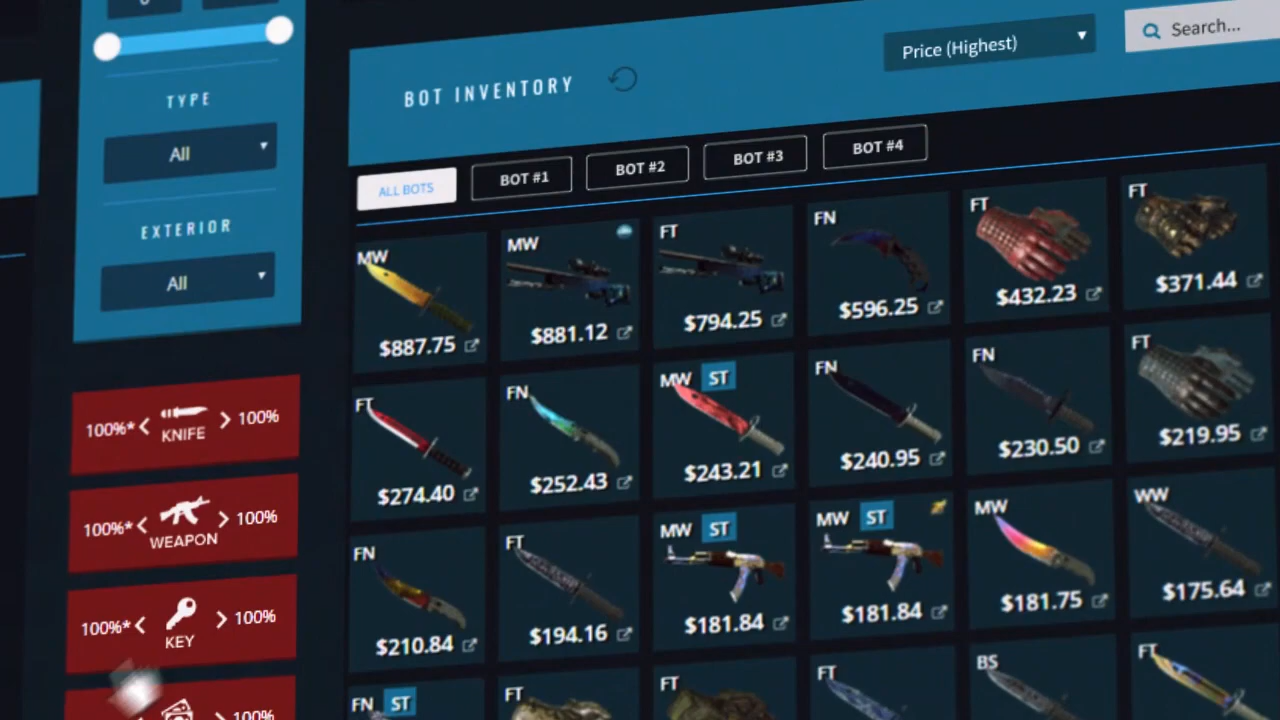 TYPE
All
EXTERIOR
All
100%* < KNIFE > 100%
100%* < WEAPON > 100%
100%* < KEY > 100%
100%
BOT INVENTORY
Price (Highest)
Search...
ALL BOTS
BOT #1
BOT #2
BOT #3
BOT #4
MW
$887.75
MW
$881.12
FT
$794.25
FN
$596.25
FT
$432.23
FT
$371.44
FT
$274.40
FN
$252.43
MW ST
$243.21
FN
$240.95
FN
$230.50
FT
$219.95
FN
$210.84
FT
$194.16
MW ST
$181.84
MW ST
$181.84
MW
$181.75
WW
$175.64
FN ST
FT
FT
FT
BS
FT